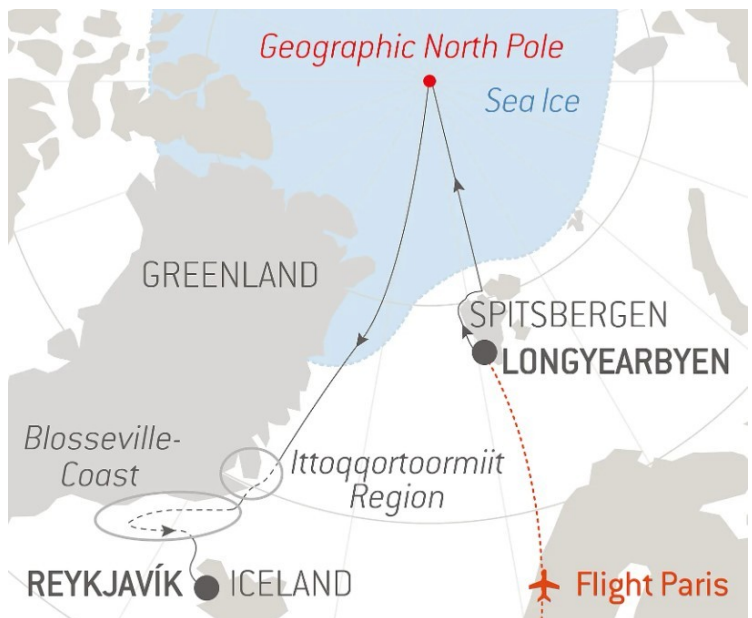 Geographic North Pole
Sea Ice
GREENLAND
SPITSBERGEN
LONGYEARBYEN
Blosseville-
Coast
Ittoqqortoormiit
Region
REYKJAVÍK
ICELAND
Flight Paris